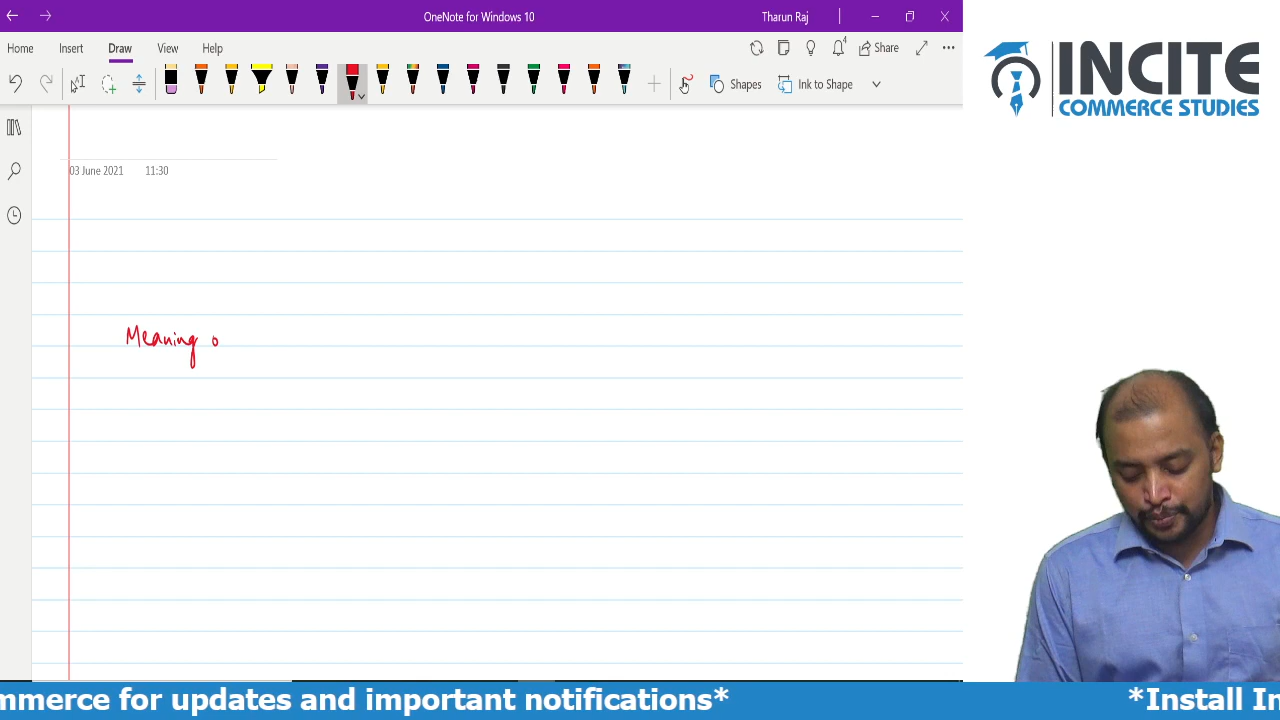 OneNote for Windows 10
Tharun Raj
Home Insert Draw View Help
4
Share
Shapes
Ink to Shape
INCITE
COMMERCE STUDIES
03 June 2021 11:30
Meaning o
mmerce for updates and important notifications* *Install In